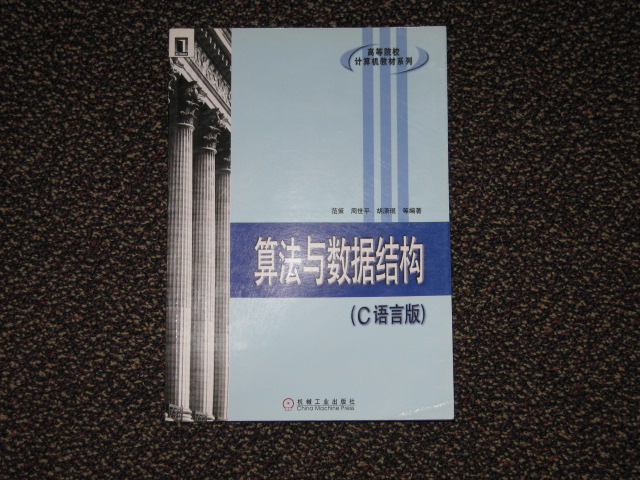 高等院校
计算机教材系列
范策 周世平 胡潇琨 等编著
算法与数据结构
(C语言版)
机械工业出版社
China Machine Press